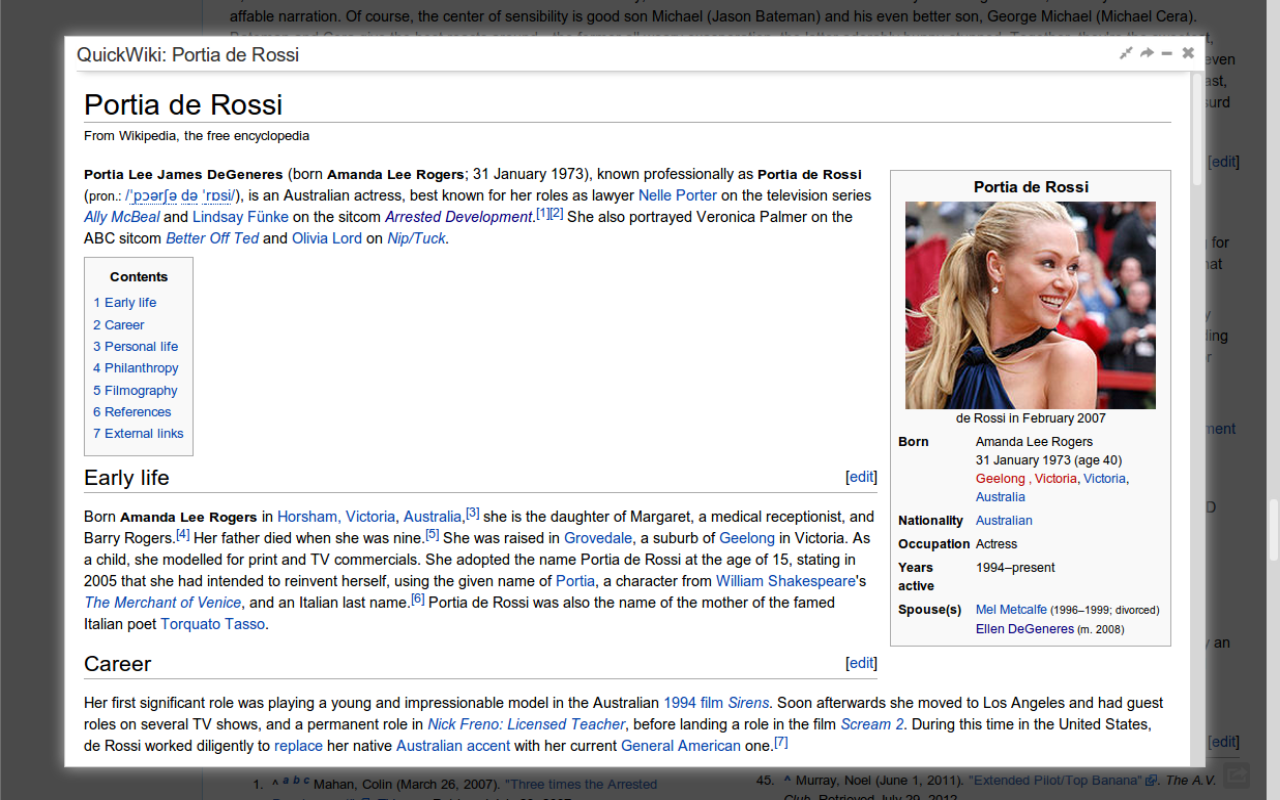 affable narration. Of course, the center of sensibility is good son Michael (Jason Bateman) and his even better son, George Michael (Michael Cera).
QuickWiki: Portia de Rossi
even
ast,
surd
[edit]
Portia de Rossi
From Wikipedia, the free encyclopedia
Portia Lee James DeGeneres (born Amanda Lee Rogers; 31 January 1973), known professionally as Portia de Rossi
(pron.: /ˈpɔərʃə də ˈrɒsi/), is an Australian actress, best known for her roles as lawyer Nelle Porter on the television series
Ally McBeal and Lindsay Fünke on the sitcom Arrested Development.[1][2] She also portrayed Veronica Palmer on the
ABC sitcom Better Off Ted and Olivia Lord on Nip/Tuck.
Contents
1 Early life
2 Career
3 Personal life
4 Philanthropy
5 Filmography
6 References
7 External links
Portia de Rossi
de Rossi in February 2007
Born Amanda Lee Rogers
31 January 1973 (age 40)
Geelong , Victoria, Victoria,
Australia
Nationality Australian
Occupation Actress
Years active 1994–present
Spouse(s) Mel Metcalfe (1996–1999; divorced)
Ellen DeGeneres (m. 2008)
Early life [edit]
Born Amanda Lee Rogers in Horsham, Victoria, Australia,[3] she is the daughter of Margaret, a medical receptionist, and
Barry Rogers.[4] Her father died when she was nine.[5] She was raised in Grovedale, a suburb of Geelong in Victoria. As
a child, she modelled for print and TV commercials. She adopted the name Portia de Rossi at the age of 15, stating in
2005 that she had intended to reinvent herself, using the given name of Portia, a character from William Shakespeare's
The Merchant of Venice, and an Italian last name.[6] Portia de Rossi was also the name of the mother of the famed
Italian poet Torquato Tasso.
Career [edit]
Her first significant role was playing a young and impressionable model in the Australian 1994 film Sirens. Soon afterwards she moved to Los Angeles and had guest
roles on several TV shows, and a permanent role in Nick Freno: Licensed Teacher, before landing a role in the film Scream 2. During this time in the United States,
de Rossi worked diligently to replace her native Australian accent with her current General American one.[7]
for
hat
ling
ment
D
an
[edit]
1. ^ a b c Mahan, Colin (March 26, 2007). "Three times the Arrested
45. ^ Murray, Noel (June 1, 2011). "Extended Pilot/Top Banana". The A.V.
Club. Retrieved July 29, 2012.